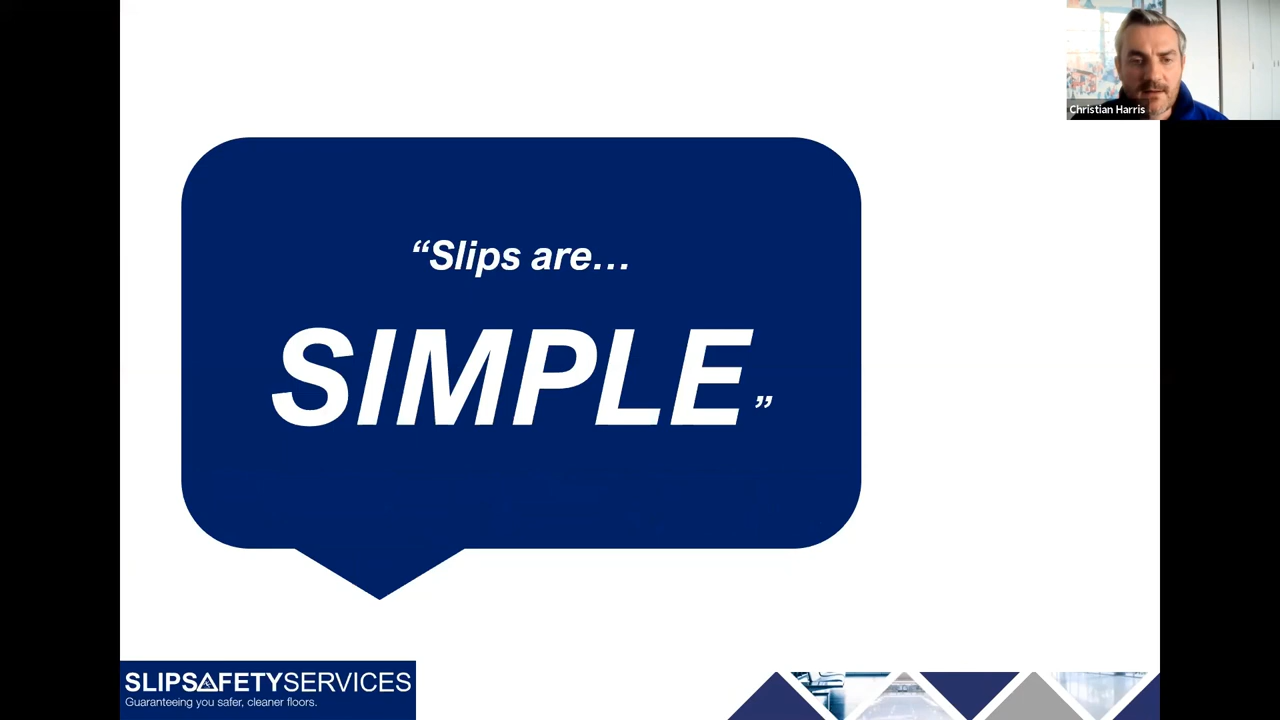 Christian Harris
“Slips are…
SIMPLE”
SLIPSAFETYSERVICES
Guaranteeing you safer, cleaner floors.